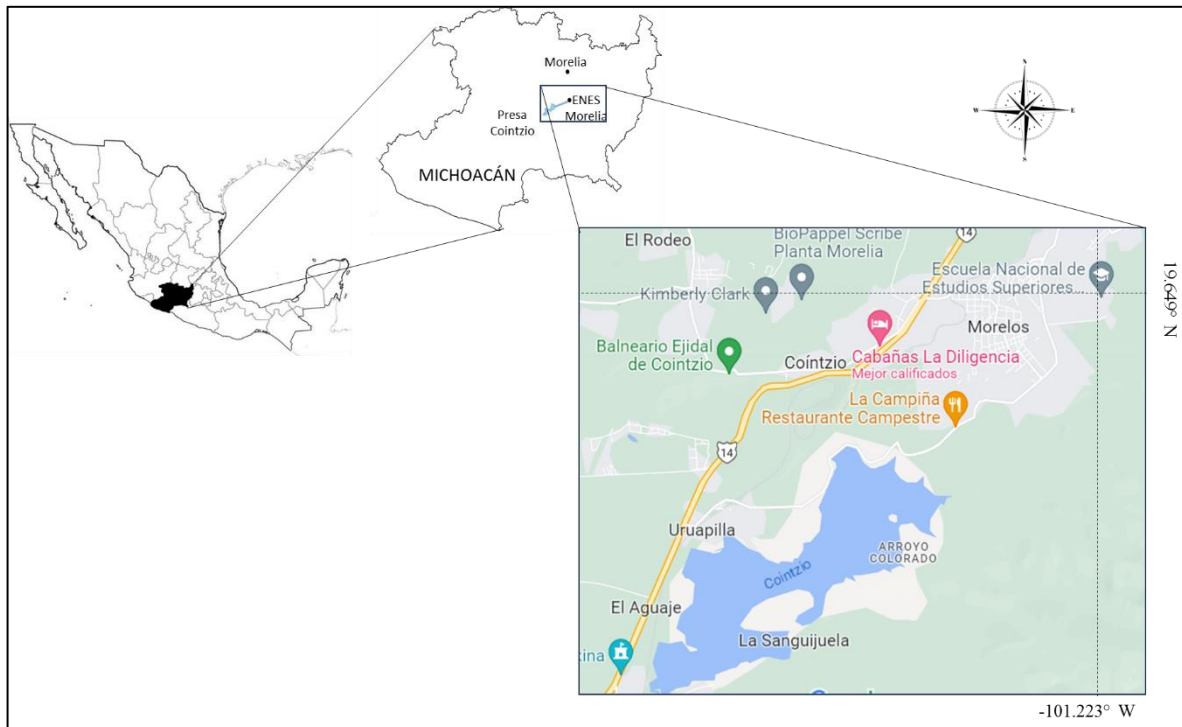 Morelia
ENES
Morelia
Presa
Cointzio
MICHOACÁN
N
W
E
S
14
El Rodeo
BioPappel Scribe
Planta Morelia
Escuela Nacional de
Estudios Superiores...
Kimberly Clark
Morelos
Balneario Ejidal
de Cointzio
Coíntzio
Cabañas La Diligencia
Mejor calificados
La Campiña
Restaurante Campestre
14
Uruapilla
ARROYO
COLORADO
Cointzio
El Aguaje
La Sanguijuela
xina
19.649° N
-101.223° W